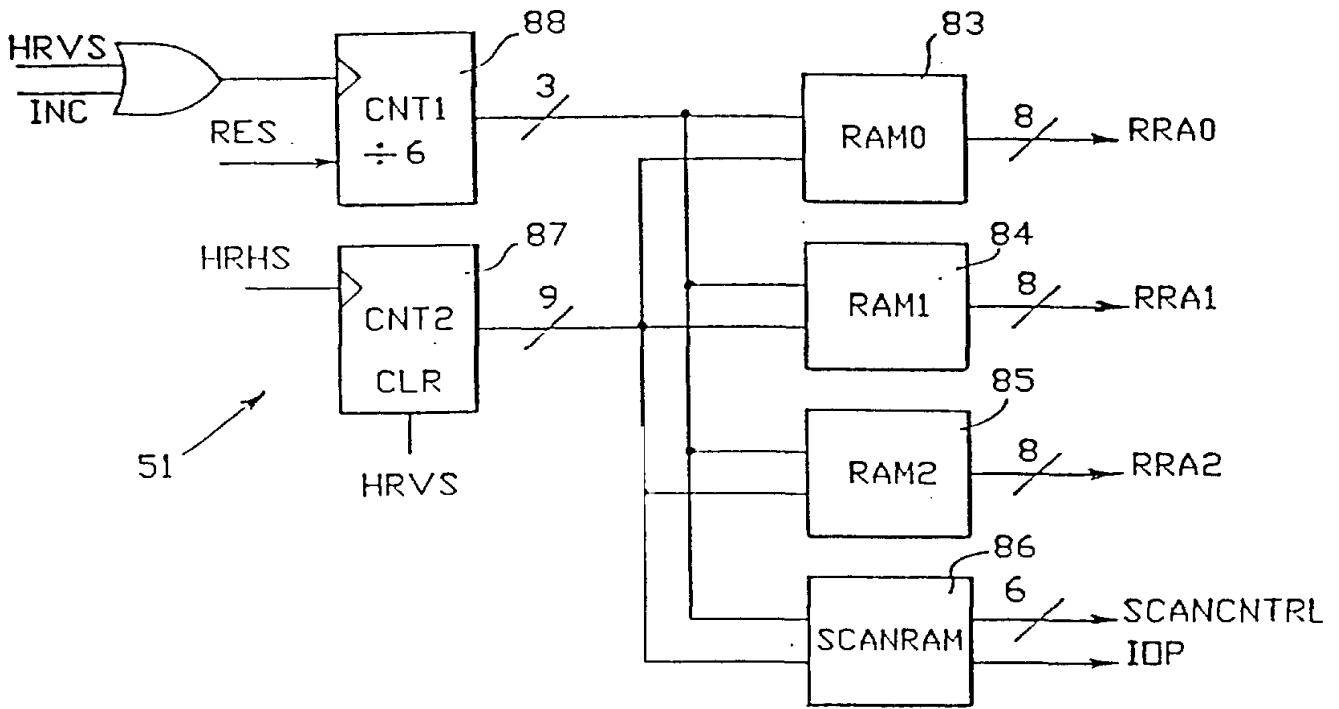 HRVS
INC
RES
88
CNT1
÷6
3
HRHS
87
CNT2
CLR
9
HRVS
51
83
RAM0
8
RRA0
84
RAM1
8
RRA1
85
RAM2
8
RRA2
86
SCANRAM
6
SCANCNTRL
IOP